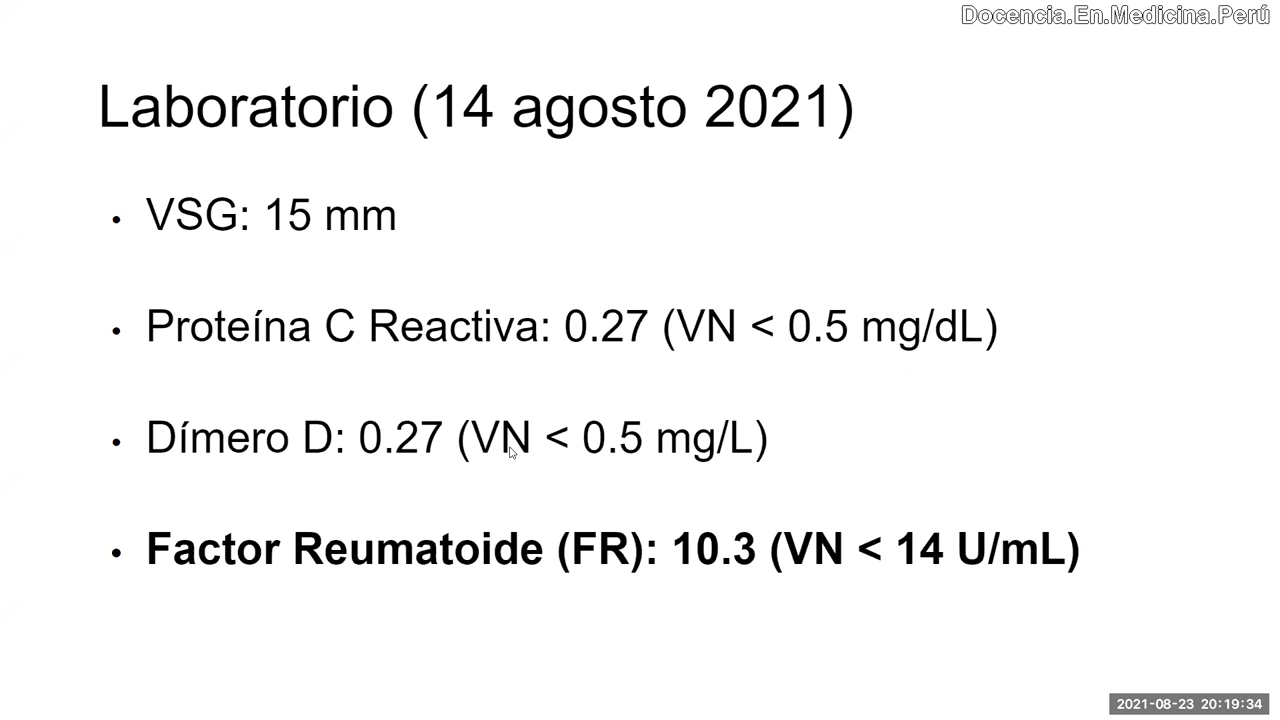 Docencia.En.Medicina.Perú
Laboratorio (14 agosto 2021)
• VSG: 15 mm
• Proteína C Reactiva: 0.27 (VN < 0.5 mg/dL)
• Dímero D: 0.27 (VN < 0.5 mg/L)
• Factor Reumatoide (FR): 10.3 (VN < 14 U/mL)
2021-08-23 20:19:34